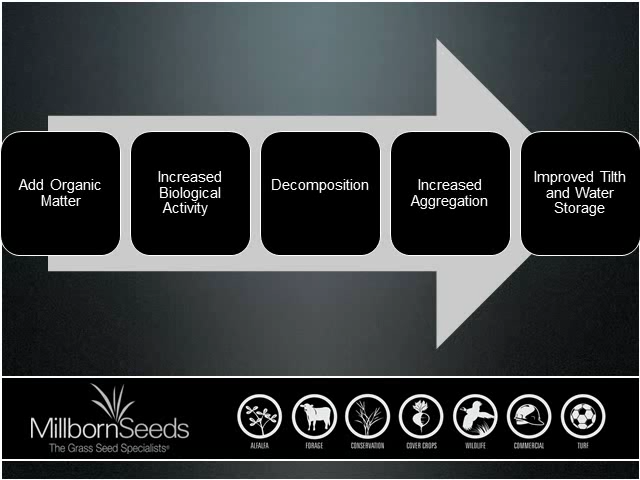 Add Organic
Matter
Increased
Biological
Activity
Decomposition
Increased
Aggregation
Improved Tilth
and Water
Storage
MillbornSeeds
The Grass Seed Specialists®
ALFALFA
FORAGE
CONSERVATION
COVER CROPS
WILDLIFE
COMMERCIAL
TURF